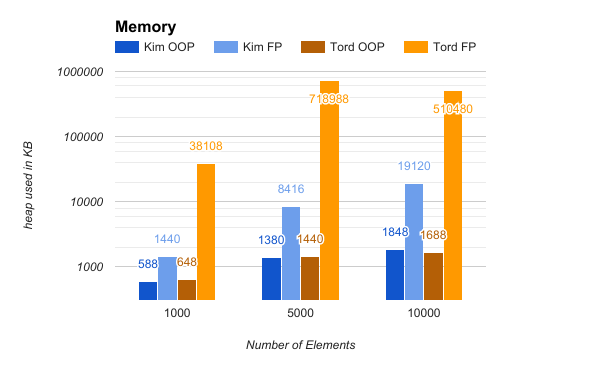 Memory
Kim OOP Kim FP Tord OOP Tord FP
heap used in KB
1000000
100000
10000
1000
588 1440 648 38108
1380 8416 1440 718988
1848 19120 1688 510480
1000 5000 10000
Number of Elements